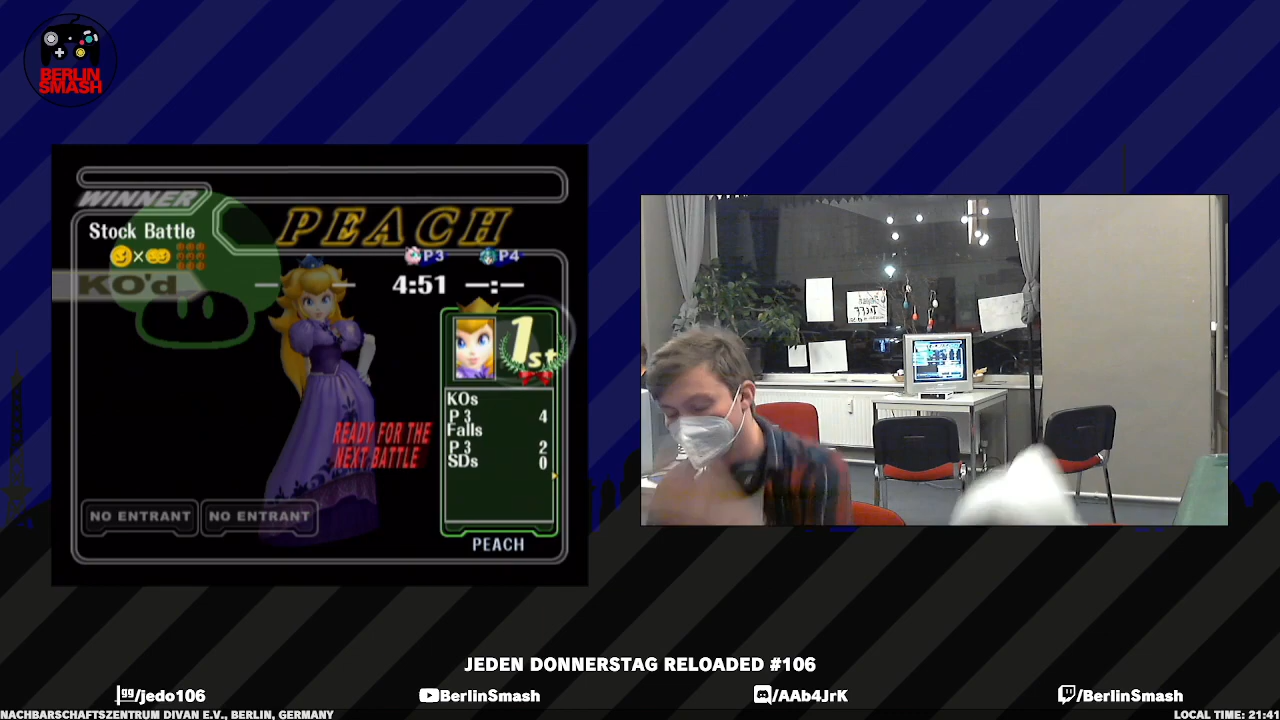 BERLIN
SMASH
WINNER
PEACH
Stock Battle
P3
P4
KO'd
4:51
1st
KOs
P 3 4
Falls
P 3 2
SDs 0
READY FOR THE
NEXT BATTLE
NO ENTRANT
NO ENTRANT
PEACH
JEDEN DONNERSTAG RELOADED #106
gg/jedo106
BerlinSmash
/AAb4JrK
/BerlinSmash
NACHBARSCHAFTSZENTRUM DIVAN E.V., BERLIN, GERMANY
LOCAL TIME: 21:41